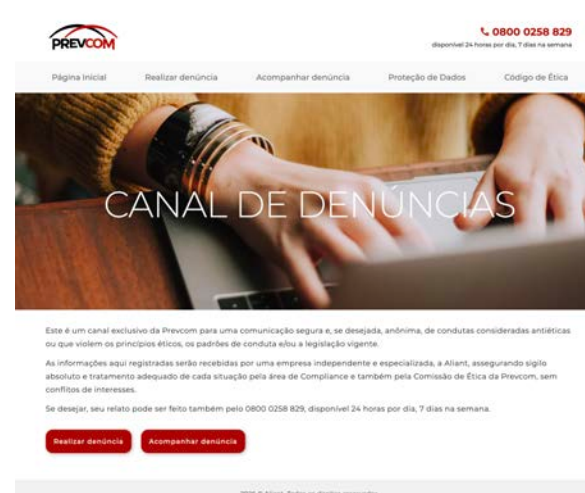 PREVCOM
0800 0258 829
disponível 24 horas por dia, 7 dias na semana
Página Inicial Realizar denúncia Acompanhar denúncia Proteção de Dados Código de Ética
CANAL DE DENÚNCIAS
Este é um canal exclusivo da Prevcom para uma comunicação segura e, se desejada, anônima, de condutas consideradas antiéticas
ou que violem os princípios éticos, os padrões de conduta e/ou a legislação vigente.
As informações aqui registradas serão recebidas por uma empresa independente e especializada, a Aliant, assegurando sigilo
absoluto e tratamento adequado de cada situação pela área de Compliance e também pela Comissão de Ética da Prevcom, sem
conflitos de interesses.
Se desejar, seu relato pode ser feito também pelo 0800 0258 829, disponível 24 horas por dia, 7 dias na semana.
Realizar denúncia Acompanhar denúncia